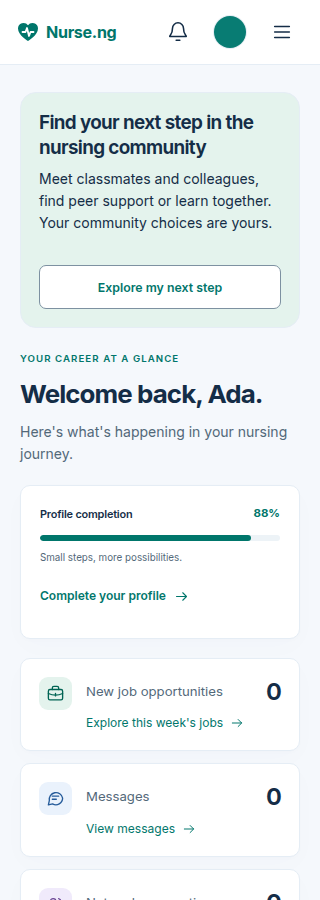 Nurse.ng
Find your next step in the
nursing community
Meet classmates and colleagues,
find peer support or learn together.
Your community choices are yours.
Explore my next step
YOUR CAREER AT A GLANCE
Welcome back, Ada.
Here's what's happening in your nursing
journey.
Profile completion 88%
Small steps, more possibilities.
Complete your profile →
New job opportunities 0
Explore this week's jobs →
Messages 0
View messages →